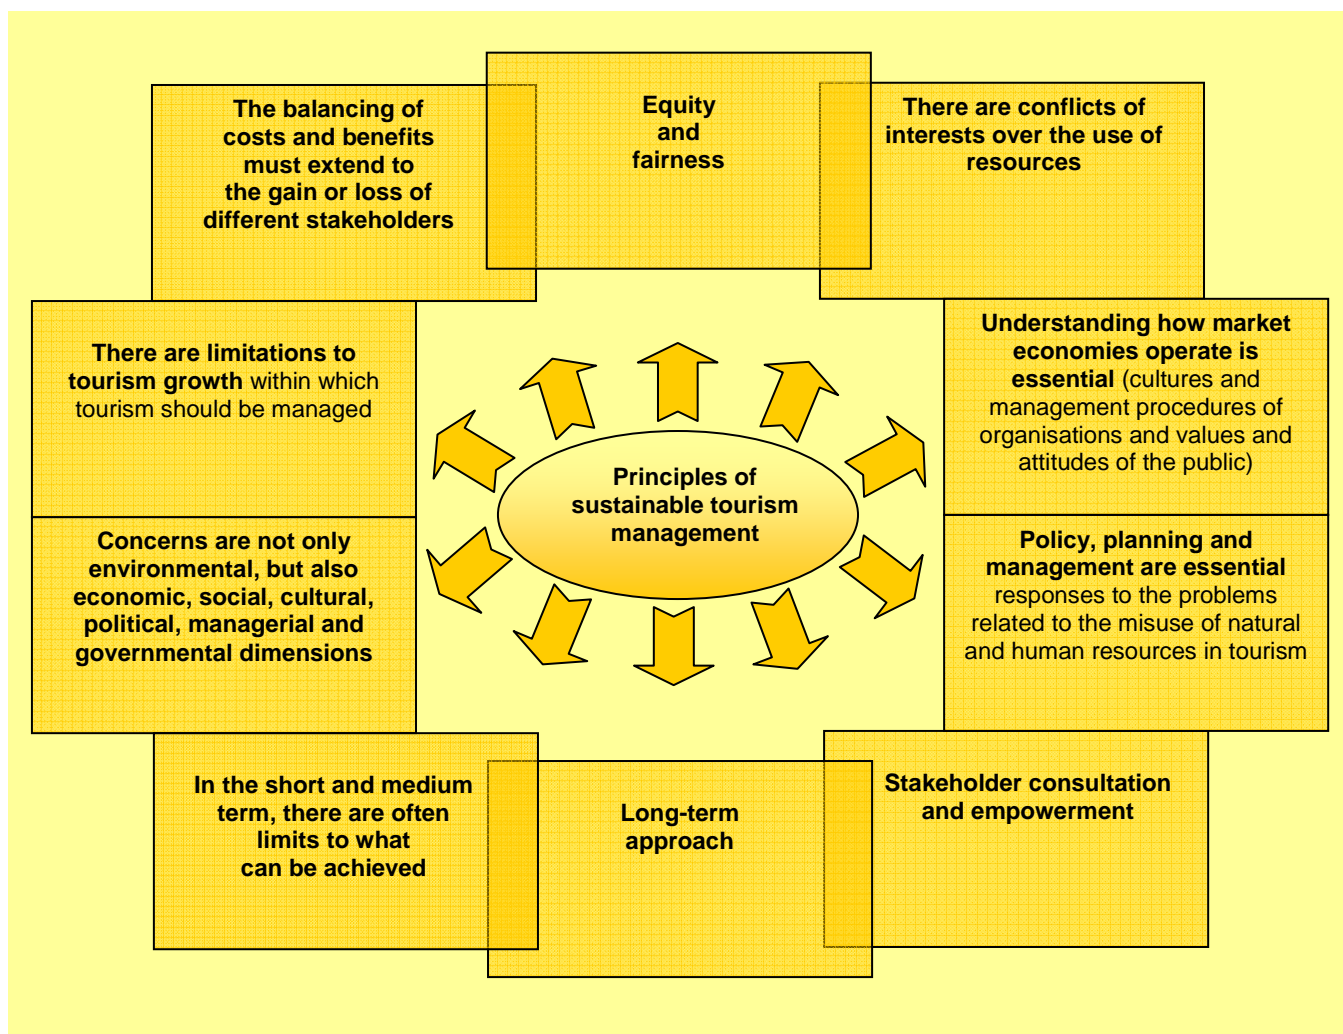 The balancing of
costs and benefits
must extend to
the gain or loss of
different stakeholders
Equity
and
fairness
There are conflicts of
interests over the use of
resources
There are limitations to
tourism growth within which
tourism should be managed
Understanding how market
economies operate is
essential (cultures and
management procedures of
organisations and values and
attitudes of the public)
Principles of
sustainable tourism
management
Concerns are not only
environmental, but also
economic, social, cultural,
political, managerial and
governmental dimensions
Policy, planning and
management are essential
responses to the problems
related to the misuse of natural
and human resources in tourism
In the short and medium
term, there are often
limits to what
can be achieved
Long-term
approach
Stakeholder consultation
and empowerment